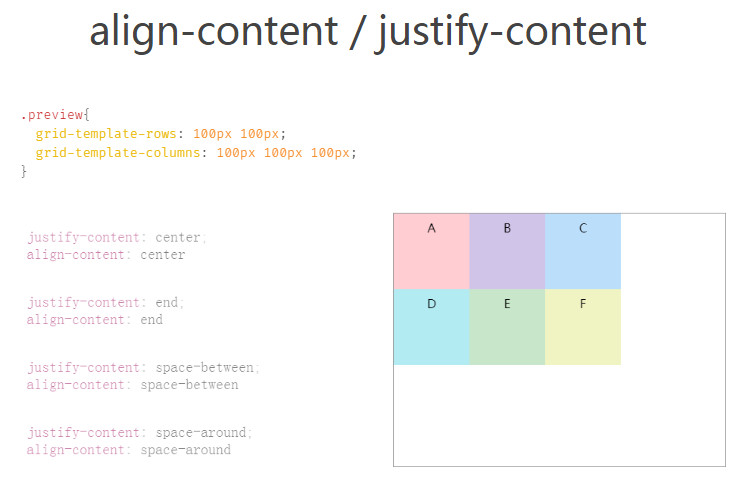 align-content / justify-content
.preview{
grid-template-rows: 100px 100px;
grid-template-columns: 100px 100px 100px;
}
justify-content: center;
align-content: center
justify-content: end;
align-content: end
justify-content: space-between;
align-content: space-between
justify-content: space-around;
align-content: space-around
A B C
D E F